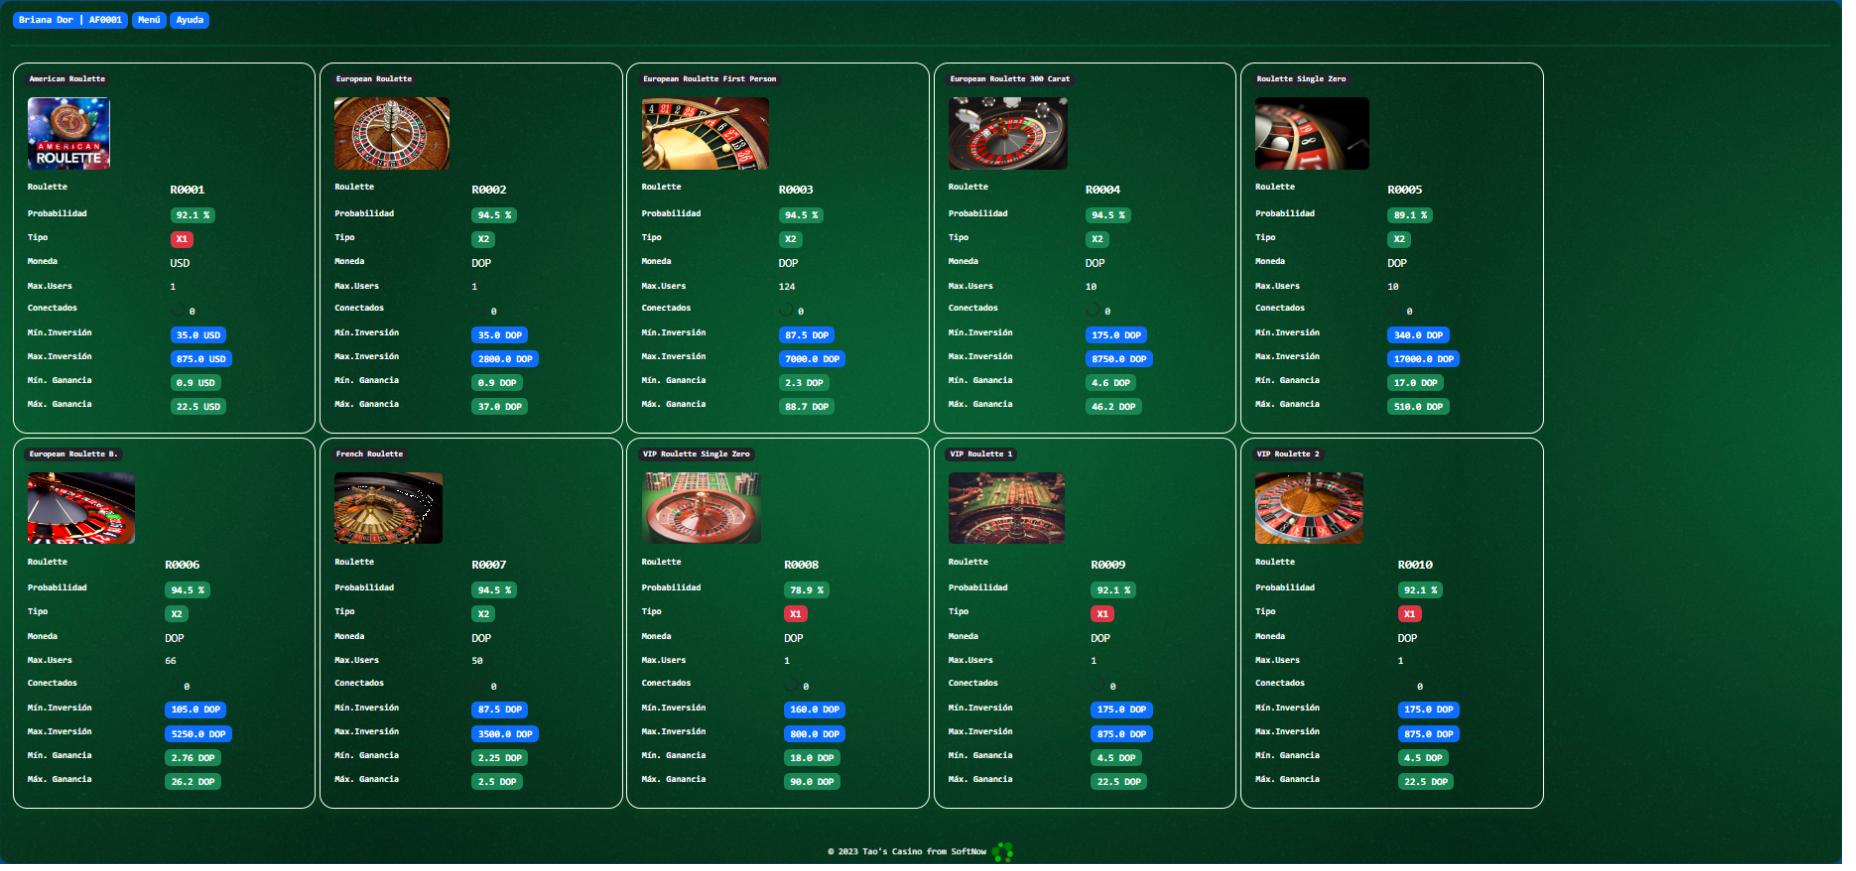 Briana Dor | AF0001 Menú Ayuda
American Roulette
AMERICAN
ROULETTE
Roulette R0001
Probabilidad 92.1 %
Tipo X1
Moneda USD
Max.Users 1
Conectados 0
Mín.Inversión 35.0 USD
Max.Inversión 875.0 USD
Mín. Ganancia 0.9 USD
Máx. Ganancia 22.5 USD
European Roulette
Roulette R0002
Probabilidad 94.5 %
Tipo X2
Moneda DOP
Max.Users 1
Conectados 0
Mín.Inversión 35.0 DOP
Max.Inversión 2800.0 DOP
Mín. Ganancia 0.9 DOP
Máx. Ganancia 37.0 DOP
European Roulette First Person
Roulette R0003
Probabilidad 94.5 %
Tipo X2
Moneda DOP
Max.Users 124
Conectados 0
Mín.Inversión 87.5 DOP
Max.Inversión 7000.0 DOP
Mín. Ganancia 2.3 DOP
Máx. Ganancia 88.7 DOP
European Roulette 300 Carat
Roulette R0004
Probabilidad 94.5 %
Tipo X2
Moneda DOP
Max.Users 10
Conectados 0
Mín.Inversión 175.0 DOP
Max.Inversión 8750.0 DOP
Mín. Ganancia 4.6 DOP
Máx. Ganancia 46.2 DOP
Roulette Single Zero
Roulette R0005
Probabilidad 89.1 %
Tipo X2
Moneda DOP
Max.Users 10
Conectados 0
Mín.Inversión 340.0 DOP
Max.Inversión 17000.0 DOP
Mín. Ganancia 17.0 DOP
Máx. Ganancia 510.0 DOP
European Roulette B.
Roulette R0006
Probabilidad 94.5 %
Tipo X2
Moneda DOP
Max.Users 66
Conectados 0
Mín.Inversión 105.0 DOP
Max.Inversión 5250.0 DOP
Mín. Ganancia 2.76 DOP
Máx. Ganancia 26.2 DOP
French Roulette
Roulette R0007
Probabilidad 94.5 %
Tipo X2
Moneda DOP
Max.Users 50
Conectados 0
Mín.Inversión 87.5 DOP
Max.Inversión 3500.0 DOP
Mín. Ganancia 2.25 DOP
Máx. Ganancia 2.5 DOP
VIP Roulette Single Zero
Roulette R0008
Probabilidad 78.9 %
Tipo X1
Moneda DOP
Max.Users 1
Conectados 0
Mín.Inversión 160.0 DOP
Max.Inversión 800.0 DOP
Mín. Ganancia 18.0 DOP
Máx. Ganancia 90.0 DOP
VIP Roulette 1
Roulette R0009
Probabilidad 92.1 %
Tipo X1
Moneda DOP
Max.Users 1
Conectados 0
Mín.Inversión 175.0 DOP
Max.Inversión 875.0 DOP
Mín. Ganancia 4.5 DOP
Máx. Ganancia 22.5 DOP
VIP Roulette 2
Roulette R0010
Probabilidad 92.1 %
Tipo X1
Moneda DOP
Max.Users 1
Conectados 0
Mín.Inversión 175.0 DOP
Max.Inversión 875.0 DOP
Mín. Ganancia 4.5 DOP
Máx. Ganancia 22.5 DOP
© 2023 Tao's Casino from SoftNow